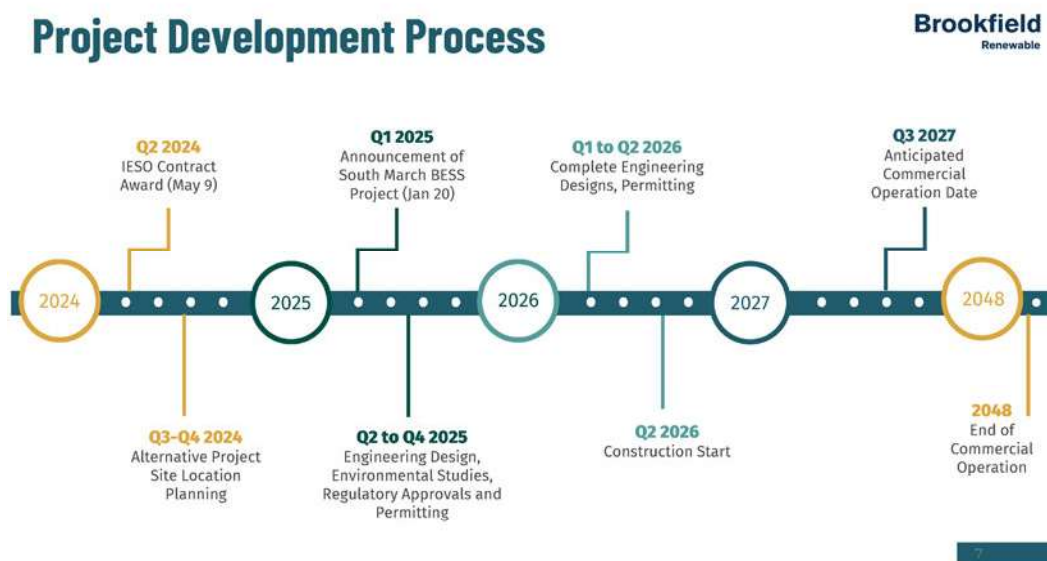 Project Development Process
Brookfield
Renewable
Q2 2024
IESO Contract
Award (May 9)
Q1 2025
Announcement of
South March BESS
Project (Jan 20)
Q1 to Q2 2026
Complete Engineering
Designs, Permitting
Q3 2027
Anticipated
Commercial
Operation Date
2024
2025
2026
2027
2048
Q3-Q4 2024
Alternative Project
Site Location
Planning
Q2 to Q4 2025
Engineering Design,
Environmental Studies,
Regulatory Approvals and
Permitting
Q2 2026
Construction Start
2048
End of
Commercial
Operation
7